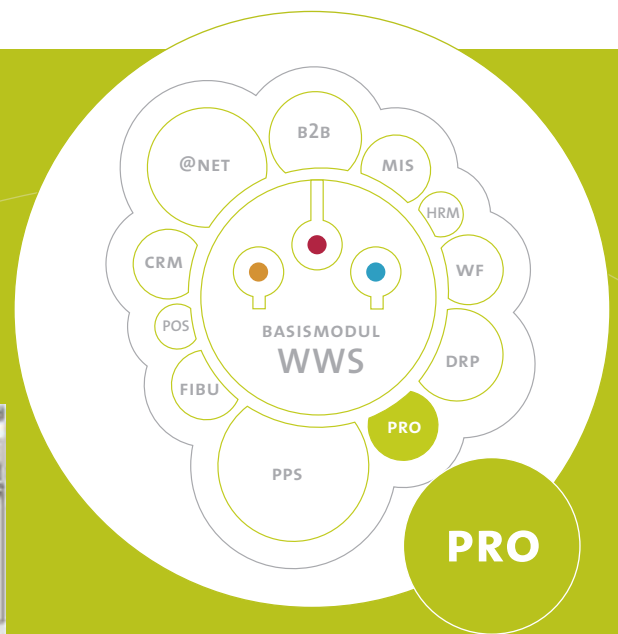 B2B
@NET
MIS
HRM
CRM
WF
POS
BASISMODUL
WWS
DRP
FIBU
PRO
PPS
PRO